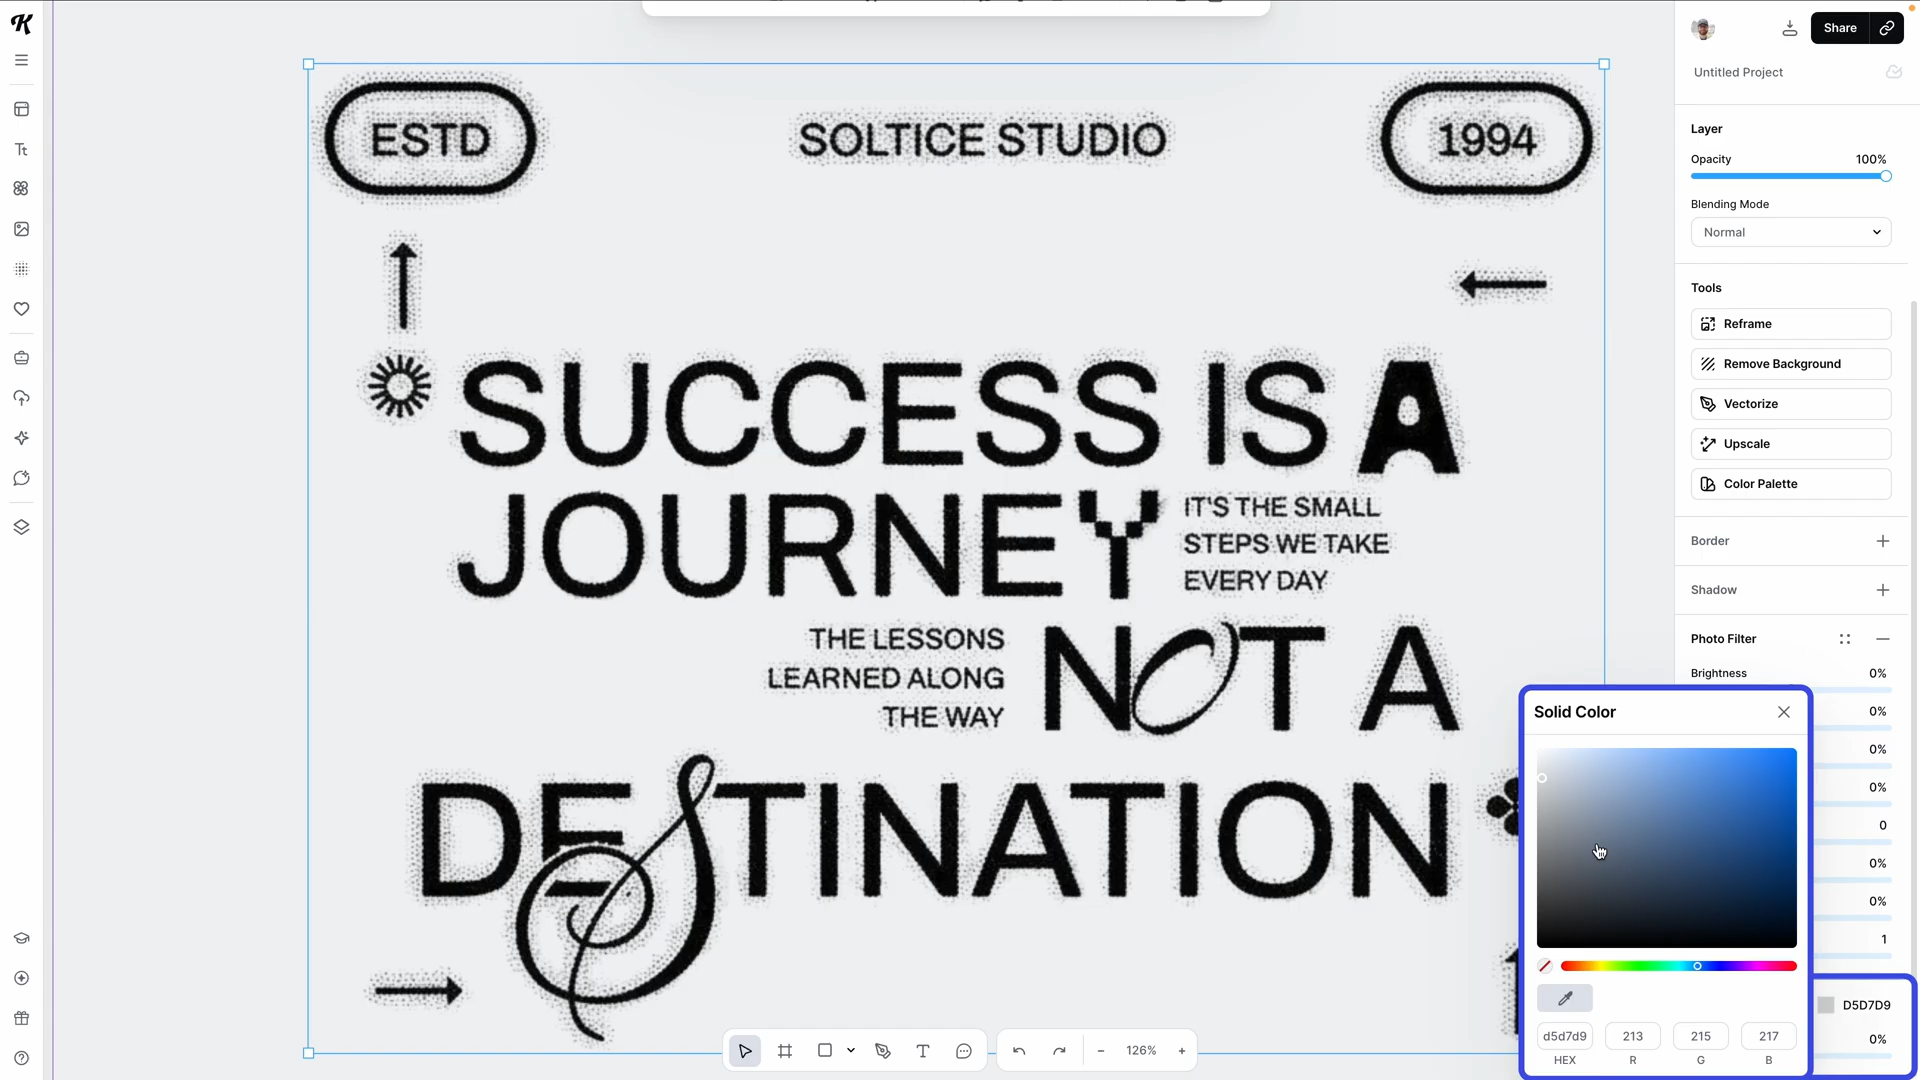 Share
Untitled Project
Layer
Opacity 100%
Blending Mode
Normal
Tools
Reframe
Remove Background
Vectorize
Upscale
Color Palette
Border
Shadow
Photo Filter
Brightness 0%
0%
0%
0%
0
0%
0%
1
D5D7D9
0%
Solid Color
d5d7d9 213 215 217
HEX R G B
ESTD
SOLTICE STUDIO
1994
SUCCESS IS A
JOURNEY
IT'S THE SMALL
STEPS WE TAKE
EVERY DAY
THE LESSONS
LEARNED ALONG
THE WAY
NOT A
DESTINATION
126%